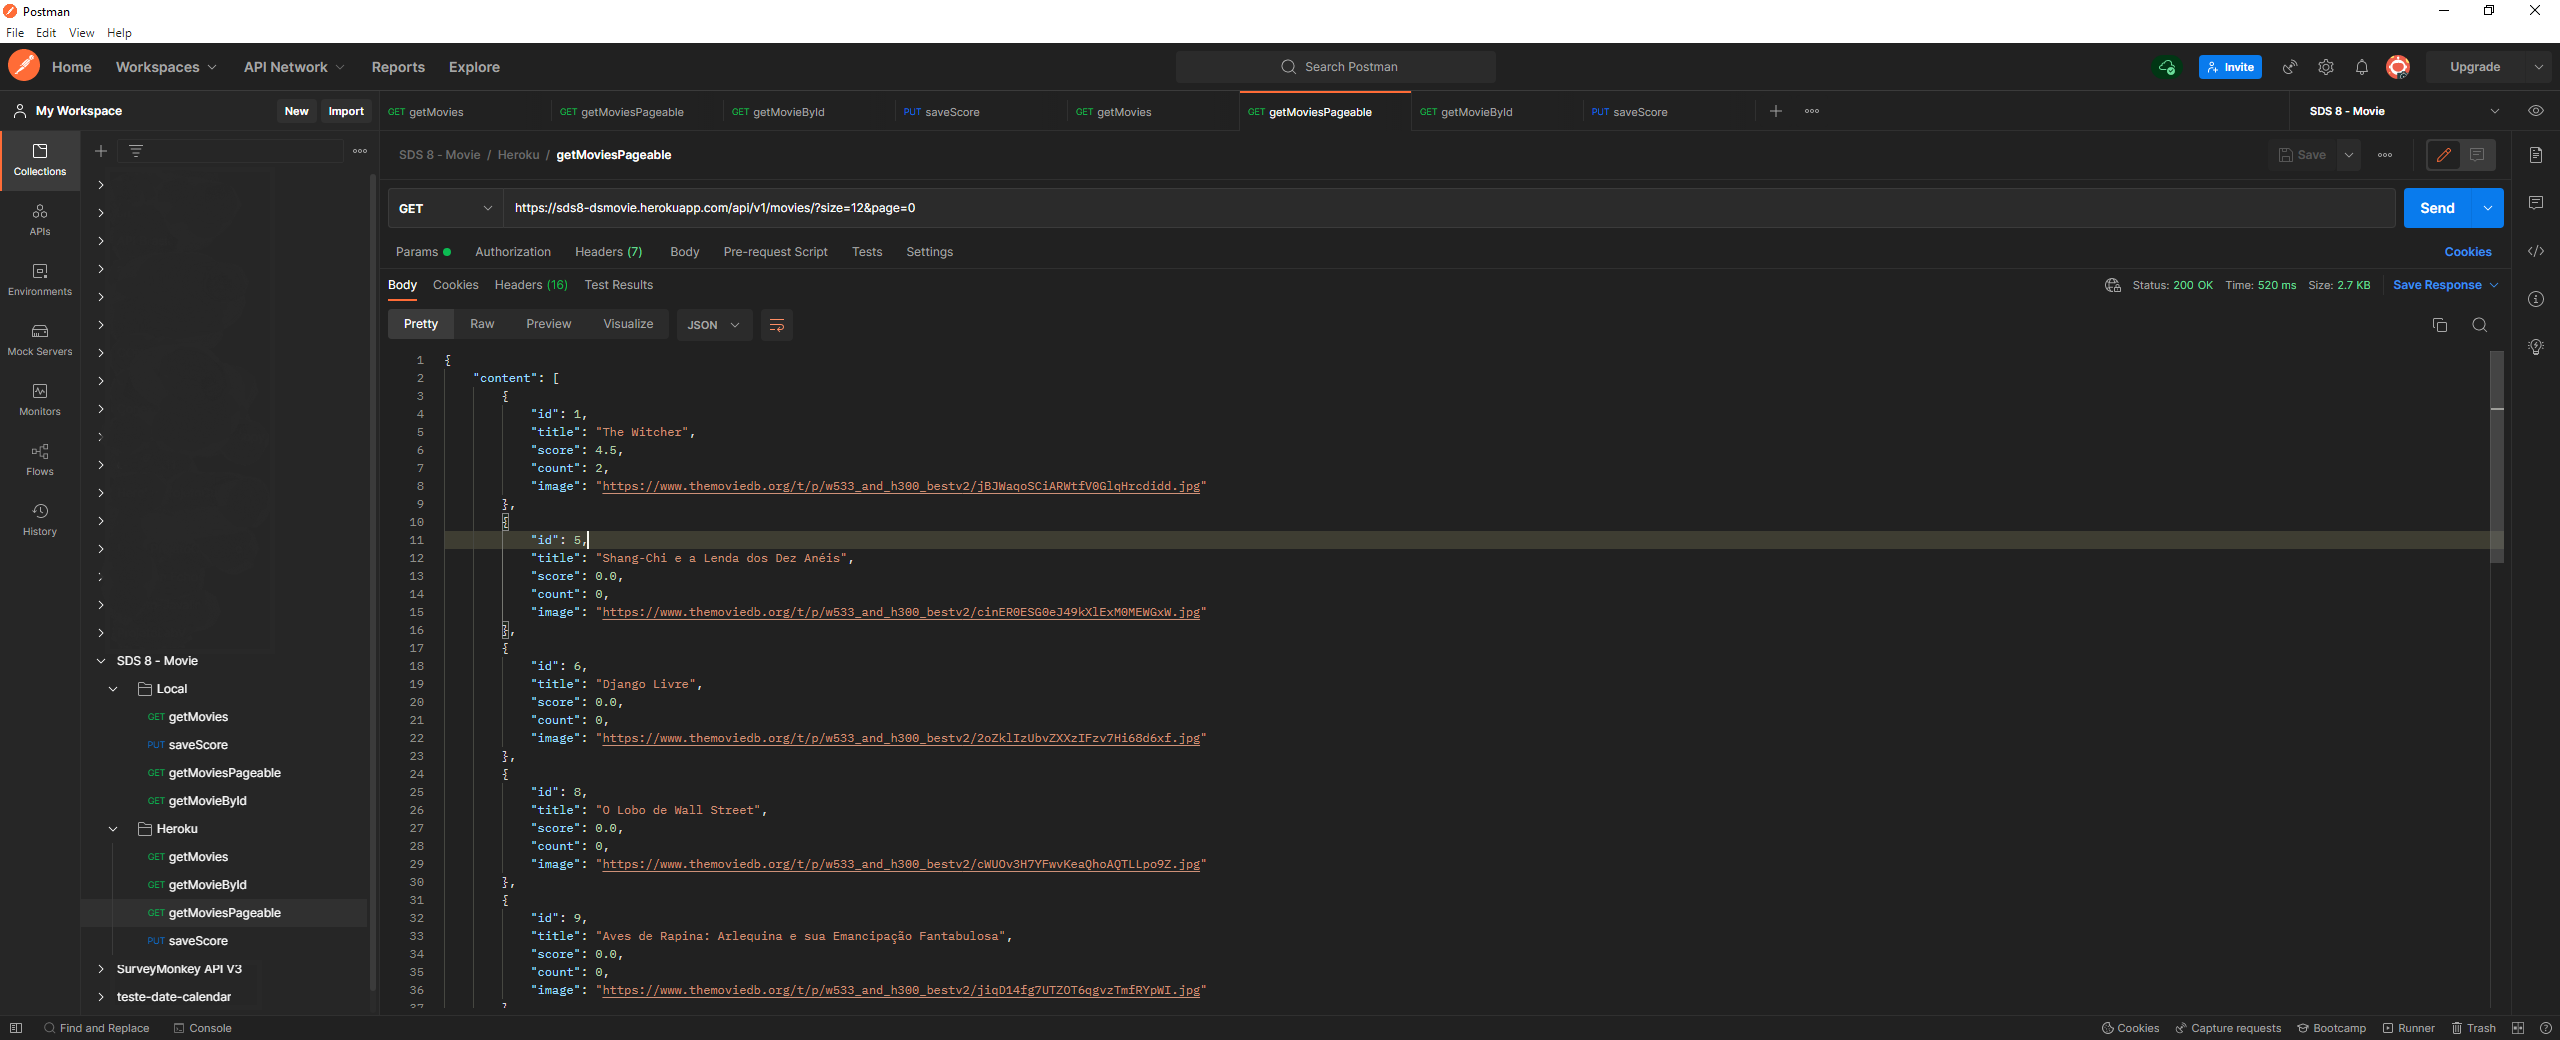 Postman
File Edit View Help
Home Workspaces API Network Reports Explore Search Postman Invite Upgrade
My Workspace New Import GET getMovies GET getMoviesPageable GET getMovieById PUT saveScore GET getMovies GET getMoviesPageable GET getMovieById PUT saveScore SDS 8 - Movie
Collections
APIs
Environments
Mock Servers
Monitors
Flows
History
SDS 8 - Movie
Local
GET getMovies
PUT saveScore
GET getMoviesPageable
GET getMovieById
Heroku
GET getMovies
GET getMovieById
GET getMoviesPageable
PUT saveScore
SurveyMonkey API V3
teste-date-calendar
SDS 8 - Movie / Heroku / getMoviesPageable Save
GET https://sds8-dsmovie.herokuapp.com/api/v1/movies/?size=12&page=0 Send
Params Authorization Headers (7) Body Pre-request Script Tests Settings Cookies
Body Cookies Headers (16) Test Results Status: 200 OK Time: 520 ms Size: 2.7 KB Save Response
Pretty Raw Preview Visualize JSON
1 {
2 "content": [
3 {
4 "id": 1,
5 "title": "The Witcher",
6 "score": 4.5,
7 "count": 2,
8 "image": "https://www.themoviedb.org/t/p/w533_and_h300_bestv2/jBJWaqoSCiARWtfV0GlqHrcdidd.jpg"
9 },
10 {
11 "id": 5,
12 "title": "Shang-Chi e a Lenda dos Dez Anéis",
13 "score": 0.0,
14 "count": 0,
15 "image": "https://www.themoviedb.org/t/p/w533_and_h300_bestv2/cinER0ESG0eJ49kXlExM0MEWGxW.jpg"
16 },
17 {
18 "id": 6,
19 "title": "Django Livre",
20 "score": 0.0,
21 "count": 0,
22 "image": "https://www.themoviedb.org/t/p/w533_and_h300_bestv2/2oZklIzUbvZXXzIFzv7Hi68d6xf.jpg"
23 },
24 {
25 "id": 8,
26 "title": "O Lobo de Wall Street",
27 "score": 0.0,
28 "count": 0,
29 "image": "https://www.themoviedb.org/t/p/w533_and_h300_bestv2/cWUOv3H7YFwvKeaQhoAQTLLpo9Z.jpg"
30 },
31 {
32 "id": 9,
33 "title": "Aves de Rapina: Arlequina e sua Emancipação Fantabulosa",
34 "score": 0.0,
35 "count": 0,
36 "image": "https://www.themoviedb.org/t/p/w533_and_h300_bestv2/jiqD14fg7UTZOT6qgvzTmfRYpWI.jpg"
37 }
Find and Replace Console Cookies Capture requests Bootcamp Runner Trash